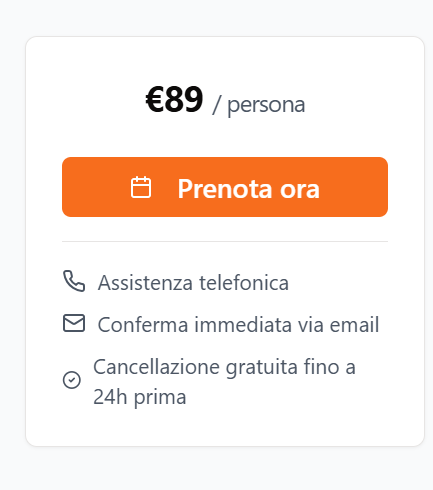 €89 / persona
Prenota ora
Assistenza telefonica
Conferma immediata via email
Cancellazione gratuita fino a
24h prima